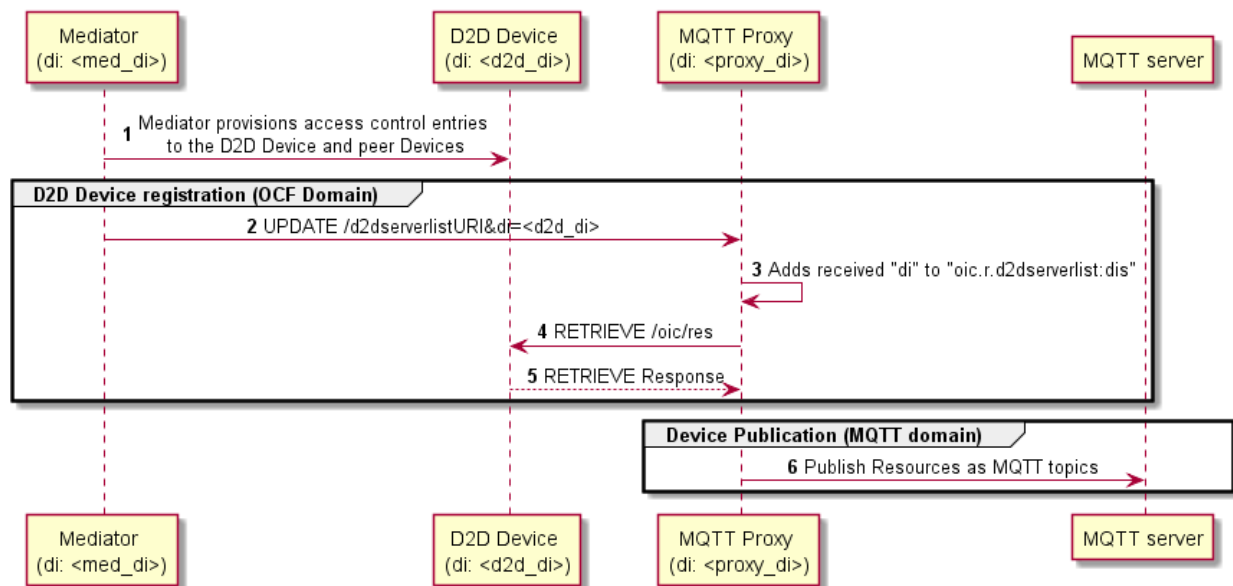 Mediator
(di: <med_di>)
D2D Device
(di: <d2d_di>)
MQTT Proxy
(di: <proxy_di>)
MQTT server
1 Mediator provisions access control entries
to the D2D Device and peer Devices
D2D Device registration (OCF Domain)
2 UPDATE /d2dserverlistURI&di=<d2d_di>
3 Adds received "di" to "oic.r.d2dserverlist:dis"
4 RETRIEVE /oic/res
5 RETRIEVE Response
Device Publication (MQTT domain)
6 Publish Resources as MQTT topics
Mediator
(di: <med_di>)
D2D Device
(di: <d2d_di>)
MQTT Proxy
(di: <proxy_di>)
MQTT server